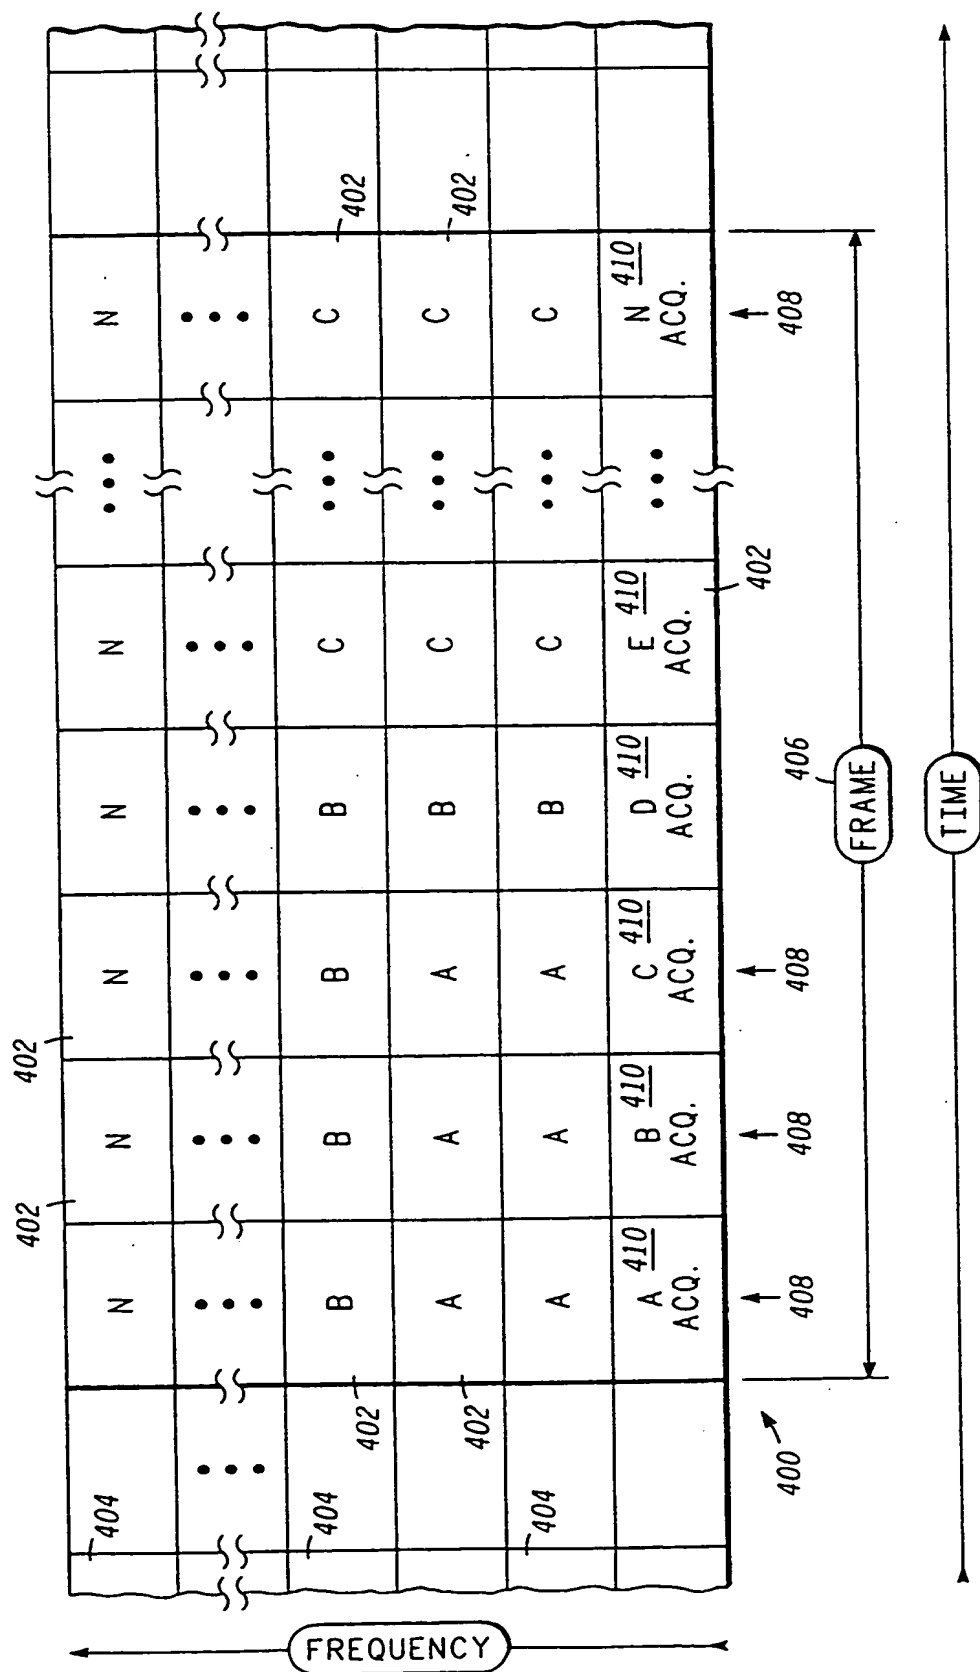 402 402
404 N N N N N ••• N
••• ••• ••• ••• ••• ••• •••
404 402 B B B B C ••• C 402
402 A A A B C ••• C 402
404 A A A B C ••• C
A 410 B 410 C 410 D 410 E 410 ••• N 410
ACQ. ACQ. ACQ. ACQ. ACQ. ACQ.
402
400 408 408 408 408
406
FRAME
TIME
FREQUENCY